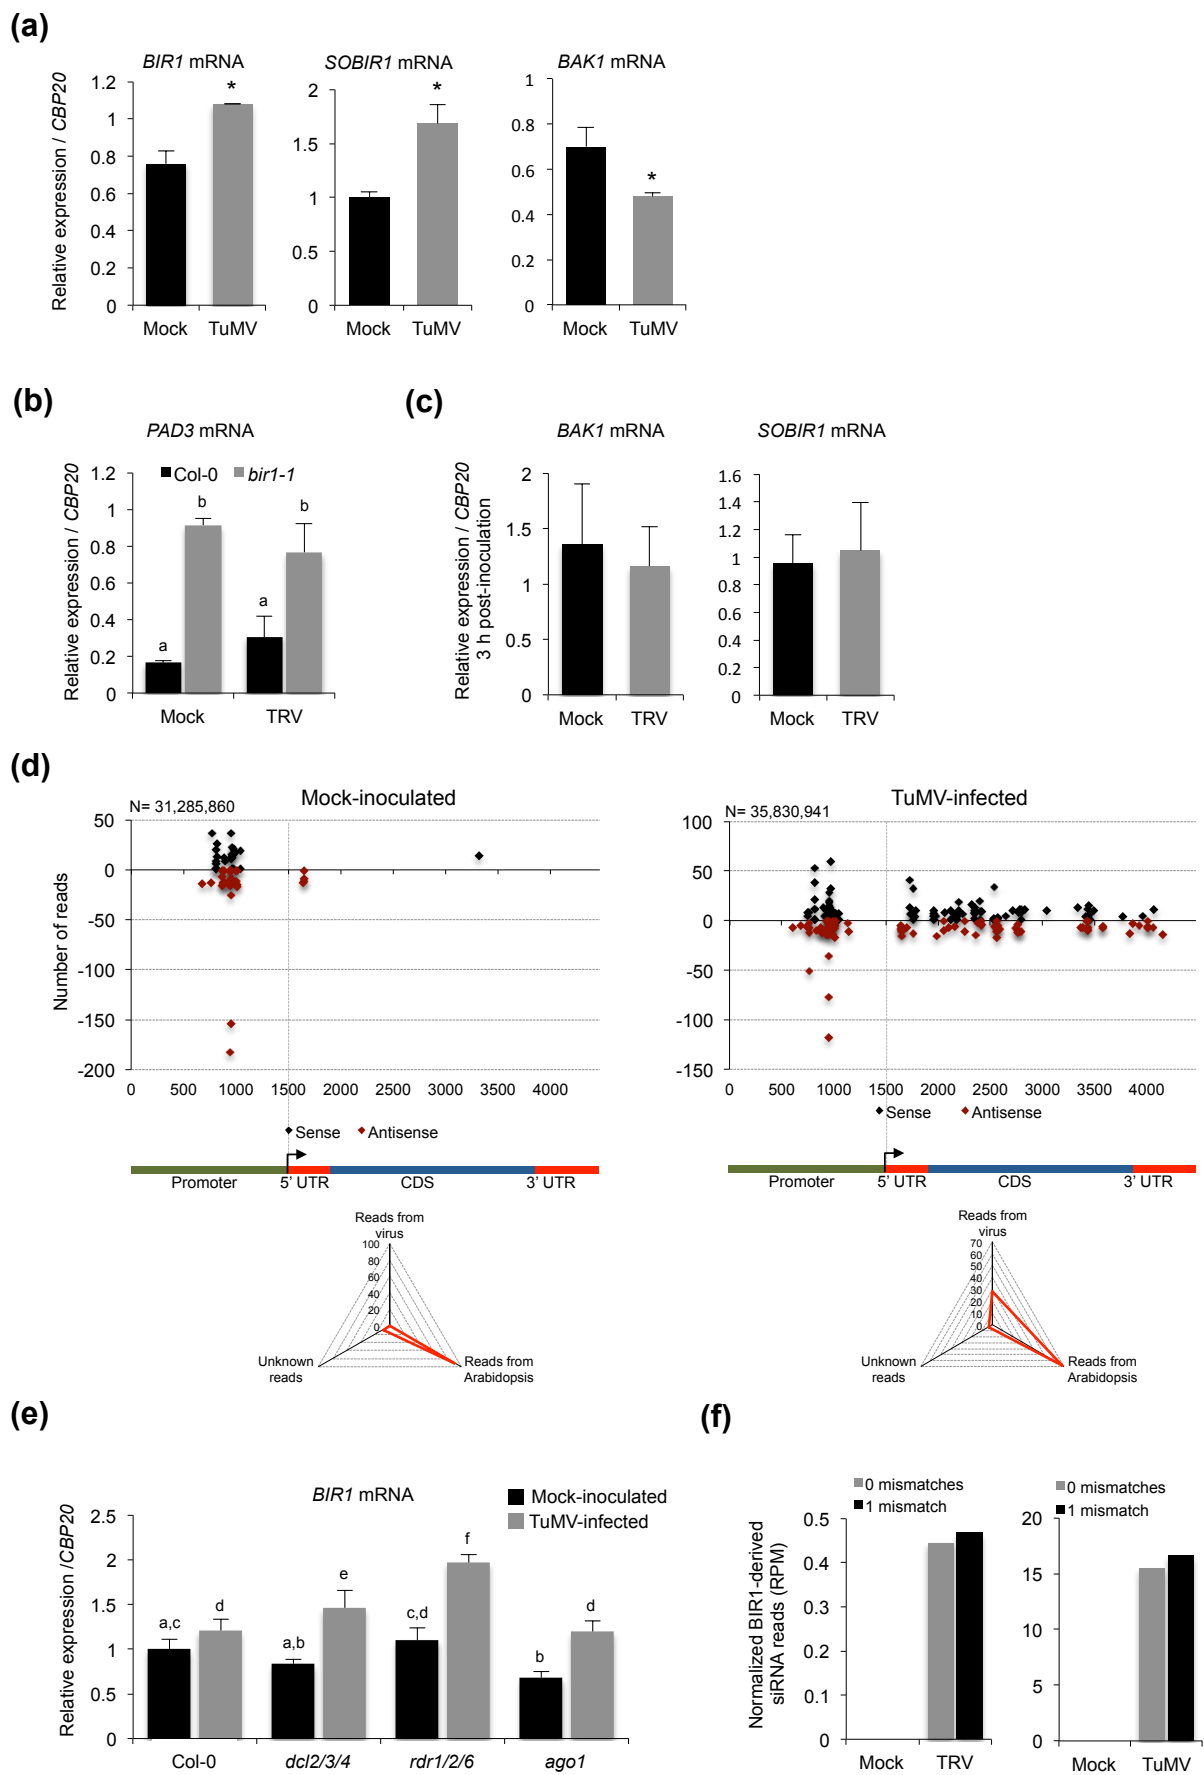 (a)
BIR1 mRNA
SOBIR1 mRNA
BAK1 mRNA
Relative expression / CBP20
1.2
1
0.8
0.6
0.4
0.2
0
*
Mock TuMV
2
1.5
1
0.5
0
*
Mock TuMV
1
0.8
0.6
0.4
0.2
0
*
Mock TuMV
(b)
PAD3 mRNA
Col-0 bir1-1
Relative expression / CBP20
1.2
1
0.8
0.6
0.4
0.2
0
a b a b
Mock TRV
(c)
BAK1 mRNA
SOBIR1 mRNA
Relative expression / CBP20
3 h post-inoculation
2
1.5
1
0.5
0
Mock TRV
1.6
1.4
1.2
1
0.8
0.6
0.4
0.2
0
Mock TRV
(d)
Mock-inoculated
N= 31,285,860
Number of reads
50
0
-50
-100
-150
-200
0 500 1000 1500 2000 2500 3000 3500 4000
Sense Antisense
Promoter 5' UTR CDS 3' UTR
Reads from
virus
100
80
60
40
20
0
Unknown
reads
Reads from
Arabidopsis
TuMV-infected
N= 35,830,941
100
50
0
-50
-100
-150
0 500 1000 1500 2000 2500 3000 3500 4000
Sense Antisense
Promoter 5' UTR CDS 3' UTR
Reads from
virus
70
60
50
40
30
20
10
0
Unknown
reads
Reads from
Arabidopsis
(e)
BIR1 mRNA
Mock-inoculated
TuMV-infected
Relative expression /CBP20
2.5
2
1.5
1
0.5
0
a,c d a,b e c,d f b d
Col-0 dcl2/3/4 rdr1/2/6 ago1
(f)
0 mismatches
1 mismatch
Normalized BIR1-derived
siRNA reads (RPM)
0.5
0.4
0.3
0.2
0.1
0
Mock TRV
0 mismatches
1 mismatch
20
15
10
5
0
Mock TuMV